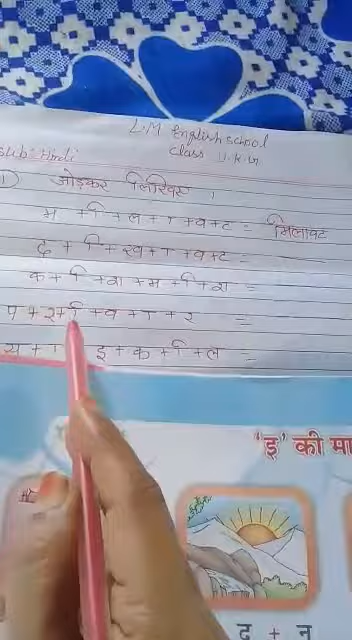 L.M English school
class U.K.G
sub:- Hindi
1) जोड़कर लिखिए ।
म + ि + ल + ा + व + ट = मिलावट
द + ि + ख + ा + व + ट =
क + ि + श + म + ि + श =
प + र + ि + व + ा + र =
स + ा + इ + क + ि + ल =
"इ" की मा
द + न